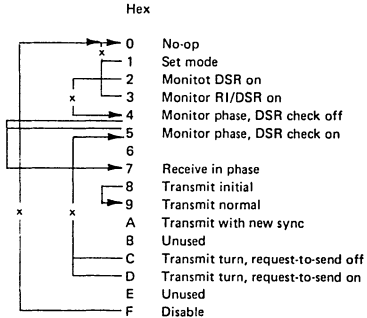 Hex
0 No-op
1 Set mode
2 Monitot DSR on
3 Monitor RI/DSR on
4 Monitor phase, DSR check off
5 Monitor phase, DSR check on
6
7 Receive in phase
8 Transmit initial
9 Transmit normal
A Transmit with new sync
B Unused
C Transmit turn, request-to-send off
D Transmit turn, request-to-send on
E Unused
F Disable
x
x
x
x